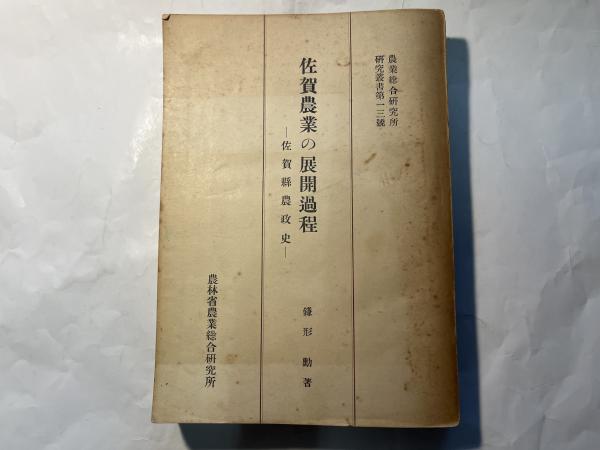 農業総合研究所
研究叢書第一三號
佐賀農業の展開過程
―佐賀縣農政史―
鎽形勳著
農林省農業総合研究所